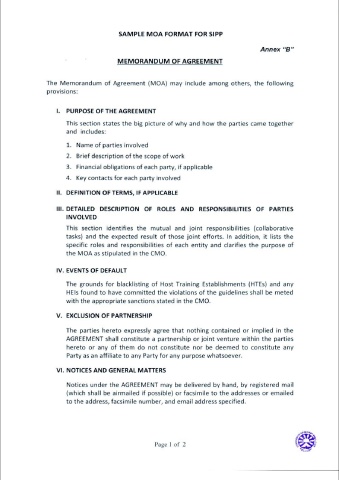 SAMPLE MOA FORMAT FOR SIPP
Annex "B"
MEMORANDUM OF AGREEMENT
The Memorandum of Agreement (MOA) may include among others, the following
provisions:
I. PURPOSE OF THE AGREEMENT
This section states the big picture of why and how the parties came together
and includes:
1. Name of parties involved
2. Brief description of the scope of work
3. Financial obligations of each party, if applicable
4. Key contacts for each party involved
II. DEFINITION OF TERMS, IF APPLICABLE
III. DETAILED DESCRIPTION OF ROLES AND RESPONSIBILITIES OF PARTIES
INVOLVED
This section identifies the mutual and joint responsibilities (collaborative
tasks) and the expected result of those joint efforts. In addition, it lists the
specific roles and responsibilities of each entity and clarifies the purpose of
the MOA as stipulated in the CMO.
IV. EVENTS OF DEFAULT
The grounds for blacklisting of Host Training Establishments (HTEs) and any
HEIs found to have committed the violations of the guidelines shall be meted
with the appropriate sanctions stated in the CMO.
V. EXCLUSION OF PARTNERSHIP
The parties hereto expressly agree that nothing contained or implied in the
AGREEMENT shall constitute a partnership or joint venture within the parties
hereto or any of them do not constitute nor be deemed to constitute any
Party as an affiliate to any Party for any purpose whatsoever.
VI. NOTICES AND GENERAL MATTERS
Notices under the AGREEMENT may be delivered by hand, by registered mail
(which shall be airmailed if possible) or facsimile to the addresses or emailed
to the address, facsimile number, and email address specified.
Page 1 of 2